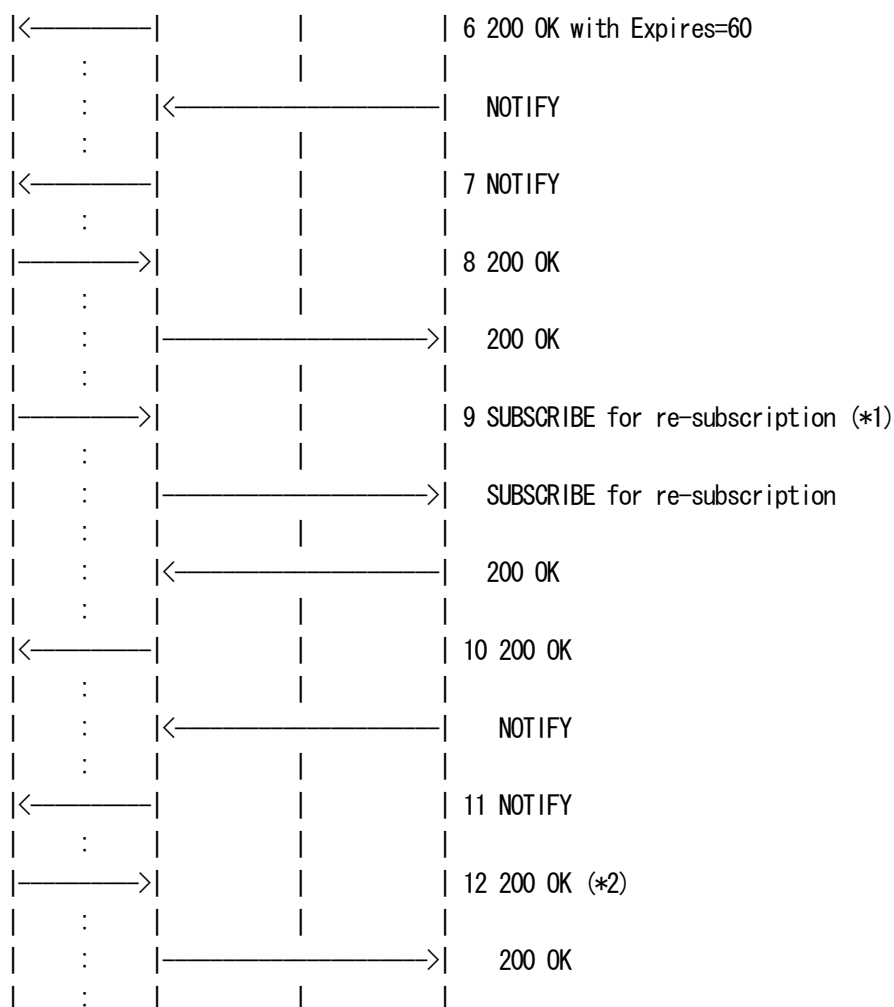 |<----------| | | 6 200 OK with Expires=60
| : | | |
| : |<----------------------| NOTIFY
| : | | |
|<----------| | | 7 NOTIFY
| : | | |
|---------->| | | 8 200 OK
| : | | |
| : |---------------------->| 200 OK
| : | | |
|---------->| | | 9 SUBSCRIBE for re-subscription (*1)
| : | | |
| : |---------------------->| SUBSCRIBE for re-subscription
| : | | |
| : |<----------------------| 200 OK
| : | | |
|<----------| | | 10 200 OK
| : | | |
| : |<----------------------| NOTIFY
| : | | |
|<----------| | | 11 NOTIFY
| : | | |
|---------->| | | 12 200 OK (*2)
| : | | |
| : |---------------------->| 200 OK
| : | | |